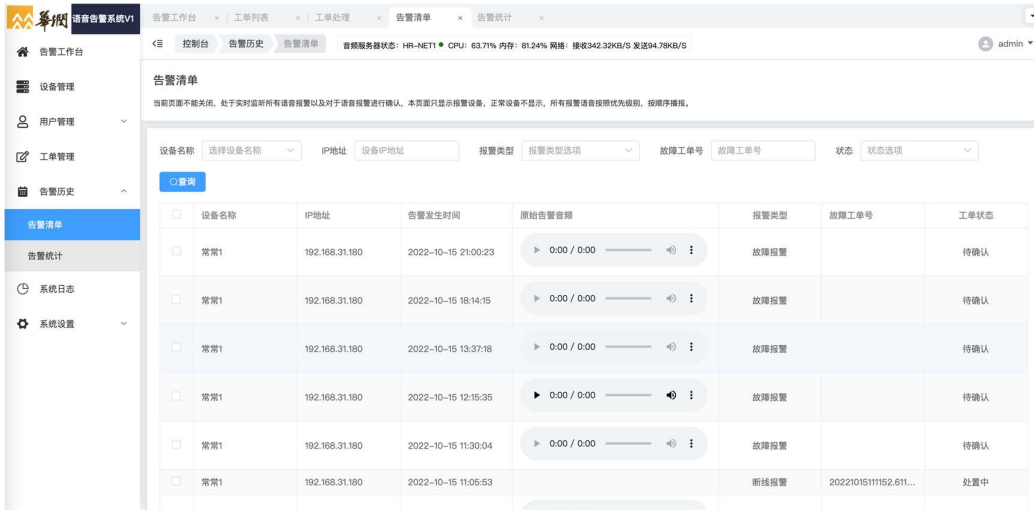 華網 语音告警系统V1
告警工作台 × 工单列表 × 工单处理 × 告警清单 × 告警统计 ×
控制台 告警历史 告警清单 音频服务器状态：HR-NET1 CPU：63.71% 内存：81.24% 网络：接收342.32KB/S 发送94.78KB/S admin
告警工作台
设备管理
用户管理
工单管理
告警历史
告警清单
告警统计
系统日志
系统设置
告警清单
当前页面不能关闭，处于实时监听所有语音报警以及对于语音报警进行确认，本页面只显示报警设备，正常设备不显示，所有报警语音按照优先级别，按顺序播报。
设备名称 选择设备名称 IP地址 设备IP地址 报警类型 报警类型选项 故障工单号 故障工单号 状态 状态选项
查询
设备名称 IP地址 告警发生时间 原始告警音频 报警类型 故障工单号 工单状态
常常1 192.168.31.180 2022-10-15 21:00:23 0:00 / 0:00 故障报警 待确认
常常1 192.168.31.180 2022-10-15 18:14:15 0:00 / 0:00 故障报警 待确认
常常1 192.168.31.180 2022-10-15 13:37:18 0:00 / 0:00 故障报警 待确认
常常1 192.168.31.180 2022-10-15 12:15:35 0:00 / 0:00 故障报警 待确认
常常1 192.168.31.180 2022-10-15 11:30:04 0:00 / 0:00 故障报警 待确认
常常1 192.168.31.180 2022-10-15 11:05:53 断线报警 20221015111152.611... 处置中